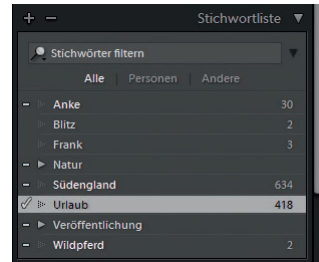 + − Stichwortliste ▼
Stichwörter filtern
Alle | Personen | Andere
Anke 30
Blitz 2
Frank 3
Natur
Südengland 634
Urlaub 418
Veröffentlichung
Wildpferd 2